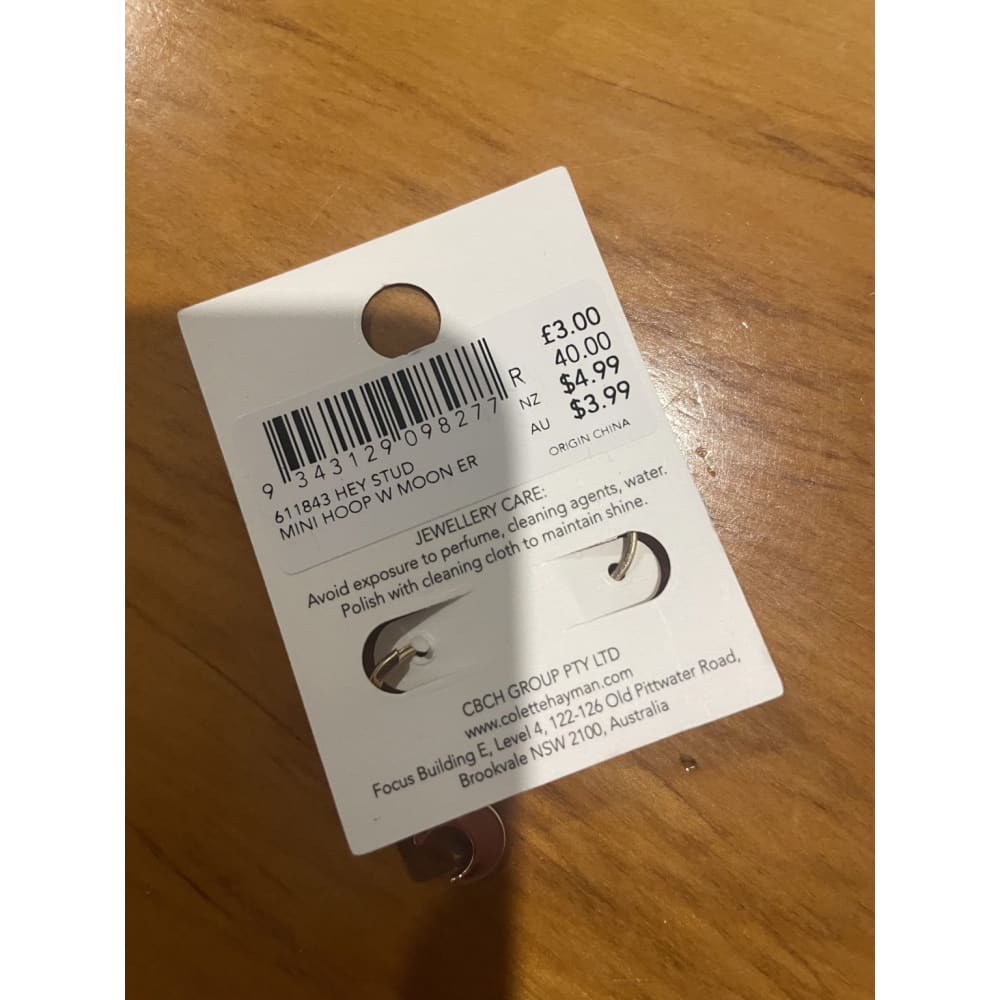 £3.00
R 40.00
NZ $4.99
AU $3.99
ORIGIN CHINA
9 343129 098277
611843 HEY STUD
MINI HOOP W MOON ER
JEWELLERY CARE:
Avoid exposure to perfume, cleaning agents, water.
Polish with cleaning cloth to maintain shine.
CBCH GROUP PTY LTD
www.colettehayman.com
Focus Building E, Level 4, 122-126 Old Pittwater Road,
Brookvale NSW 2100, Australia